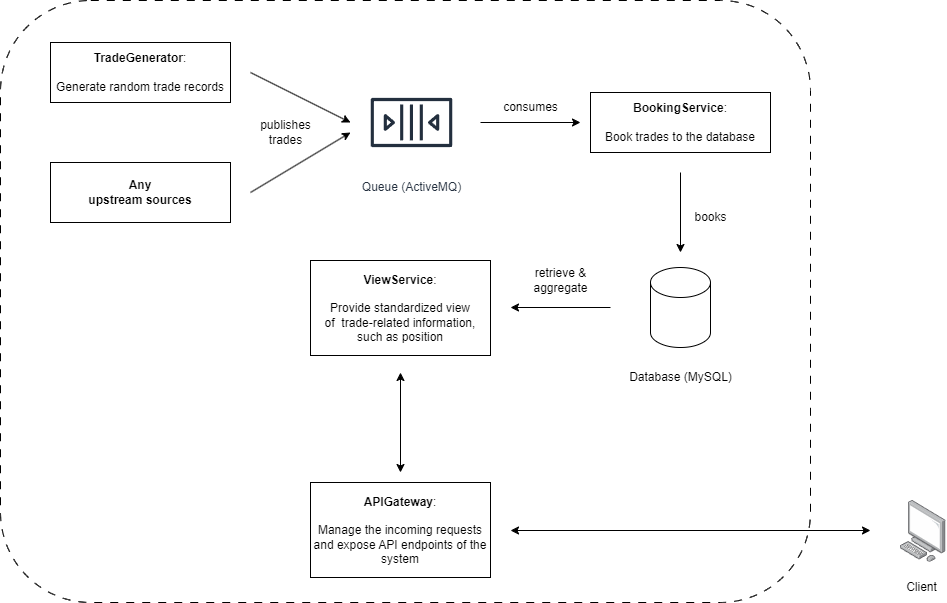 TradeGenerator:
Generate random trade records
publishes
trades
Any
upstream sources
Queue (ActiveMQ)
consumes
BookingService:
Book trades to the database
books
Database (MySQL)
retrieve &
aggregate
ViewService:
Provide standardized view
of trade-related information,
such as position
APIGateway:
Manage the incoming requests
and expose API endpoints of the
system
Client